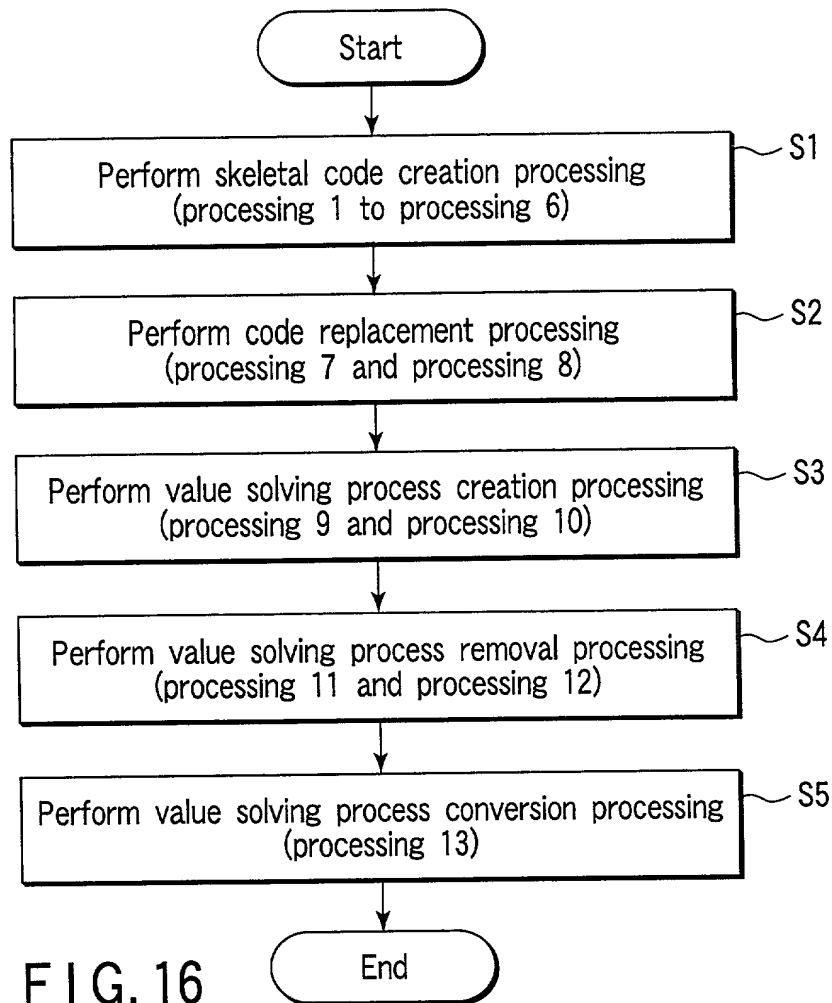 Start
S1
Perform skeletal code creation processing
(processing 1 to processing 6)
S2
Perform code replacement processing
(processing 7 and processing 8)
S3
Perform value solving process creation processing
(processing 9 and processing 10)
S4
Perform value solving process removal processing
(processing 11 and processing 12)
S5
Perform value solving process conversion processing
(processing 13)
End
FIG. 16